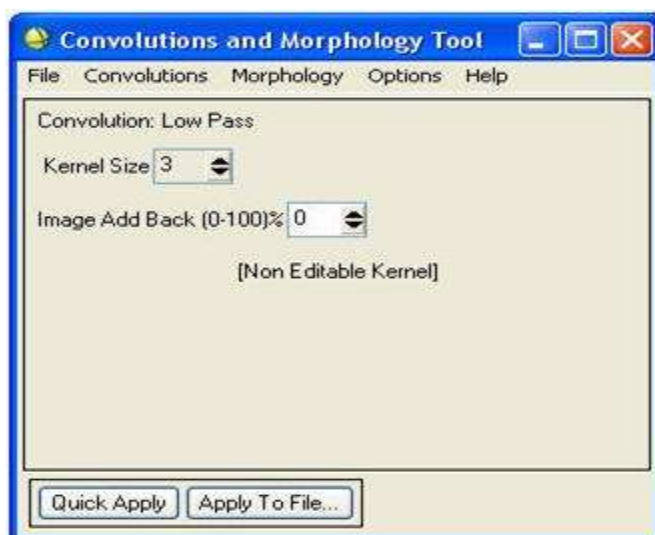 Convolutions and Morphology Tool
File Convolutions Morphology Options Help
Convolution: Low Pass
Kernel Size 3
Image Add Back (0-100)% 0
[Non Editable Kernel]
Quick Apply Apply To File...